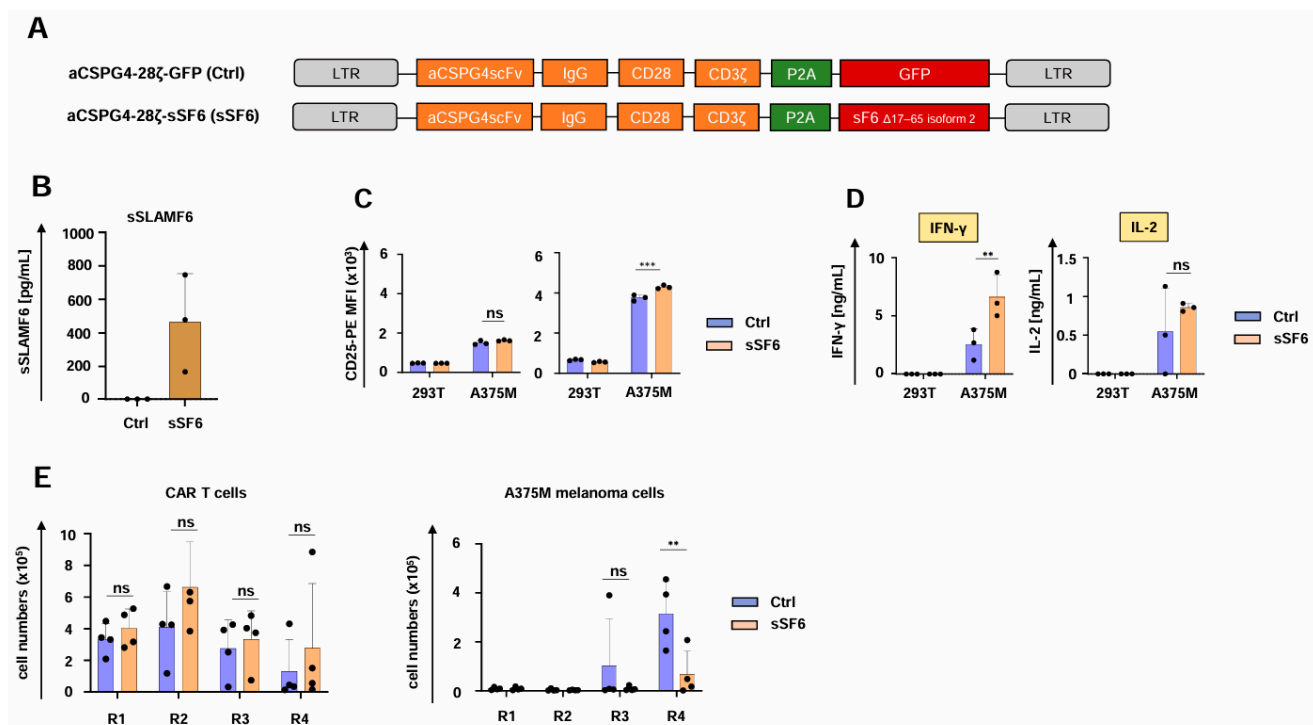 A
aCSPG4-28ζ-GFP (Ctrl) LTR aCSPG4scFv IgG CD28 CD3ζ P2A GFP LTR
aCSPG4-28ζ-sSF6 (sSF6) LTR aCSPG4scFv IgG CD28 CD3ζ P2A sF6 Δ17–65 isoform 2 LTR
B
sSLAMF6
sSLAMF6 [pg/mL]
1000
800
600
400
200
0
Ctrl sSF6
C
CD25-PE MFI (x10³)
6
4
2
0
ns
293T A375M
6
4
2
0
***
293T A375M
Ctrl
sSF6
D
IFN-γ
IFN-γ [ng/mL]
10
5
0
**
293T A375M
IL-2
IL-2 [ng/mL]
1.5
1
0.5
0
ns
293T A375M
Ctrl
sSF6
E
CAR T cells
cell numbers (x10⁵)
10
8
6
4
2
0
ns ns ns ns
R1 R2 R3 R4
A375M melanoma cells
cell numbers (x10⁵)
6
4
2
0
ns **
R1 R2 R3 R4
Ctrl
sSF6